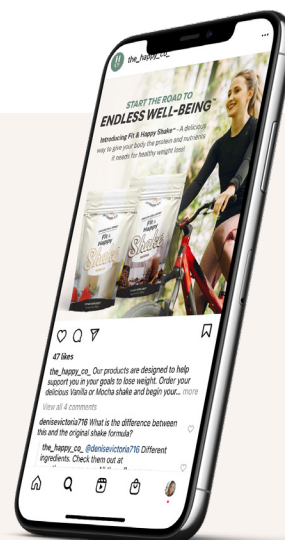 the_happy_co_
START THE ROAD TO
ENDLESS WELL-BEING™
Introducing Fit & Happy Shake™ - A delicious
way to give your body the protein and nutrients
it needs for healthy weight loss!
Fit &
Happy
Shake
Fit &
Happy
Shake
47 likes
the_happy_co_ Our products are designed to help
support you in your goals to lose weight. Order your
delicious Vanilla or Mocha shake and begin your... more
View all 4 comments
denisevictoria716 What is the difference between
this and the original shake formula?
the_happy_co_ @denisevictoria716 Different
ingredients. Check them out at